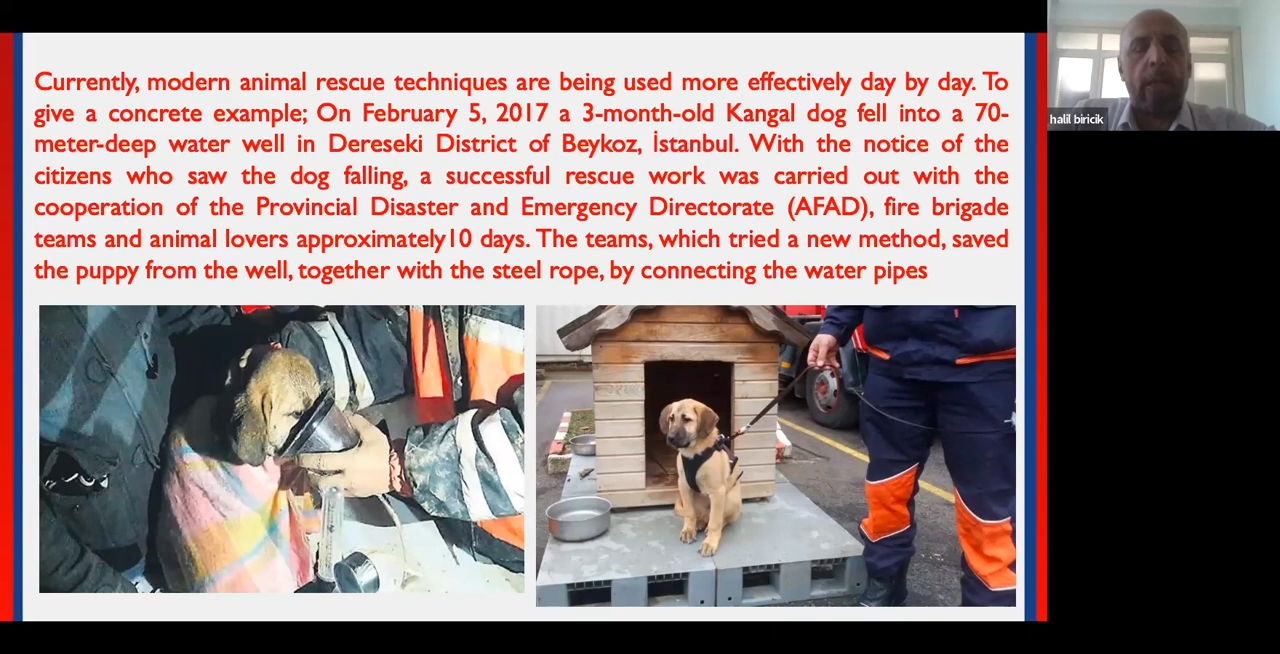 Currently, modern animal rescue techniques are being used more effectively day by day. To
give a concrete example; On February 5, 2017 a 3-month-old Kangal dog fell into a 70-
meter-deep water well in Dereseki District of Beykoz, İstanbul. With the notice of the
citizens who saw the dog falling, a successful rescue work was carried out with the
cooperation of the Provincial Disaster and Emergency Directorate (AFAD), fire brigade
teams and animal lovers approximately10 days. The teams, which tried a new method, saved
the puppy from the well, together with the steel rope, by connecting the water pipes
halil biricik